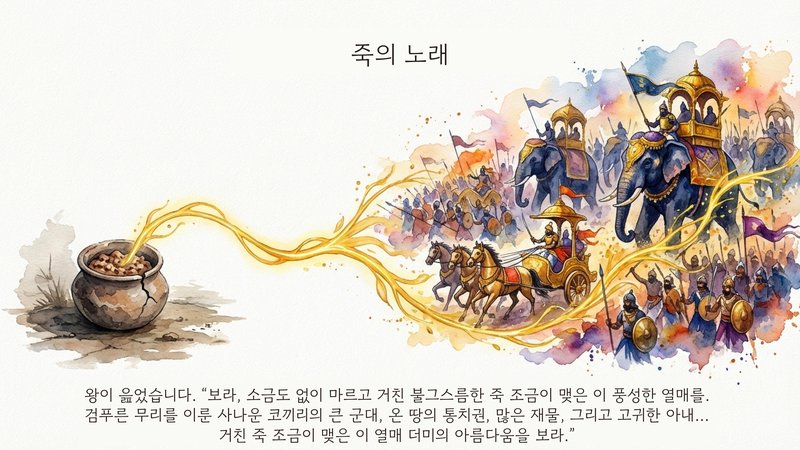 죽의 노래
왕이 읊었습니다. “보라, 소금도 없이 마르고 거친 불그스름한 죽 조금이 맺은 이 풍성한 열매를.
검푸른 무리를 이룬 사나운 코끼리의 큰 군대, 온 땅의 통치권, 많은 재물, 그리고 고귀한 아내...
거친 죽 조금이 맺은 이 열매 더미의 아름다움을 보라.”